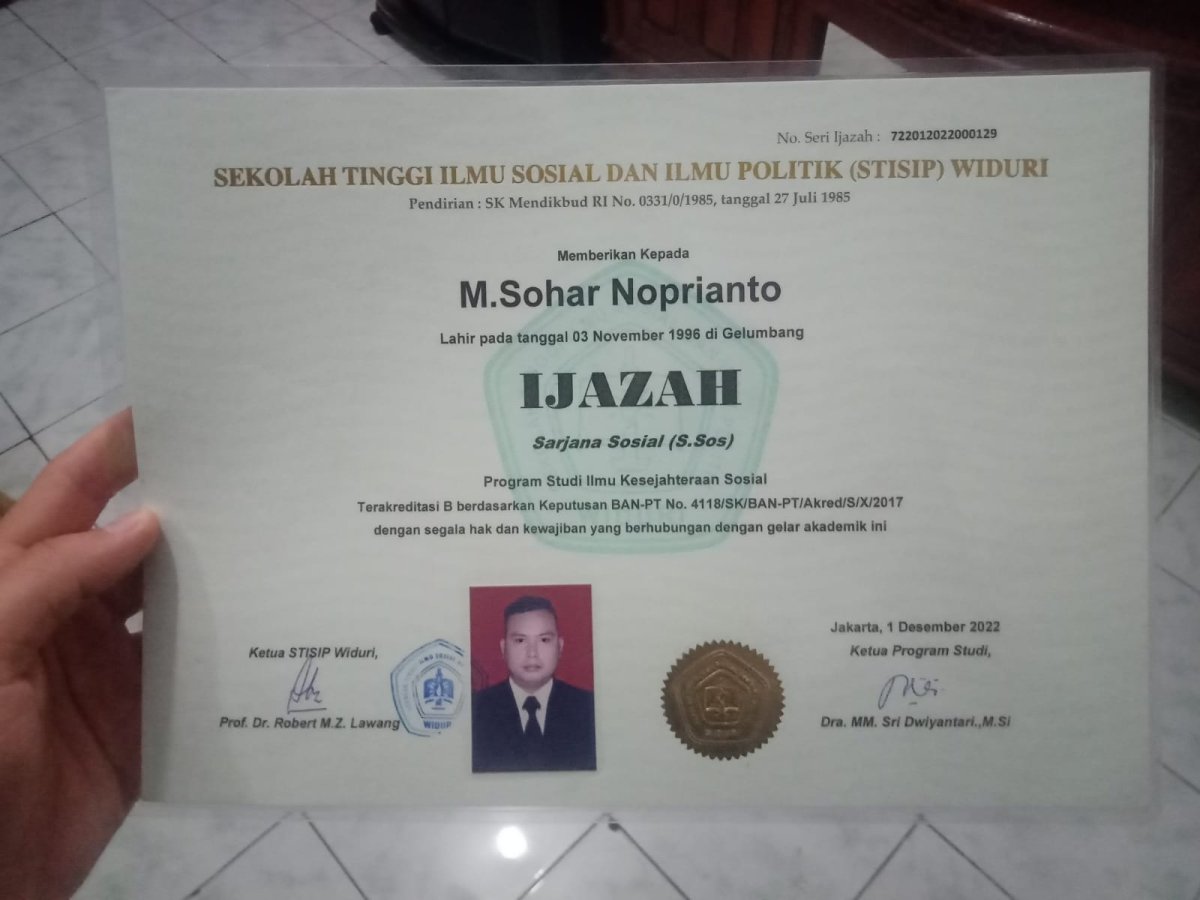 No. Seri Ijazah : 722012022000129
SEKOLAH TINGGI ILMU SOSIAL DAN ILMU POLITIK (STISIP) WIDURI
Pendirian : SK Mendikbud RI No. 0331/0/1985, tanggal 27 Juli 1985
Memberikan Kepada
M.Sohar Noprianto
Lahir pada tanggal 03 November 1996 di Gelumbang
IJAZAH
Sarjana Sosial (S.Sos)
Program Studi Ilmu Kesejahteraan Sosial
Terakreditasi B berdasarkan Keputusan BAN-PT No. 4118/SK/BAN-PT/Akred/S/X/2017
dengan segala hak dan kewajiban yang berhubungan dengan gelar akademik ini
Ketua STISIP Widuri,
Prof. Dr. Robert M.Z. Lawang
Jakarta, 1 Desember 2022
Ketua Program Studi,
Dra. MM. Sri Dwiyantari.,M.Si